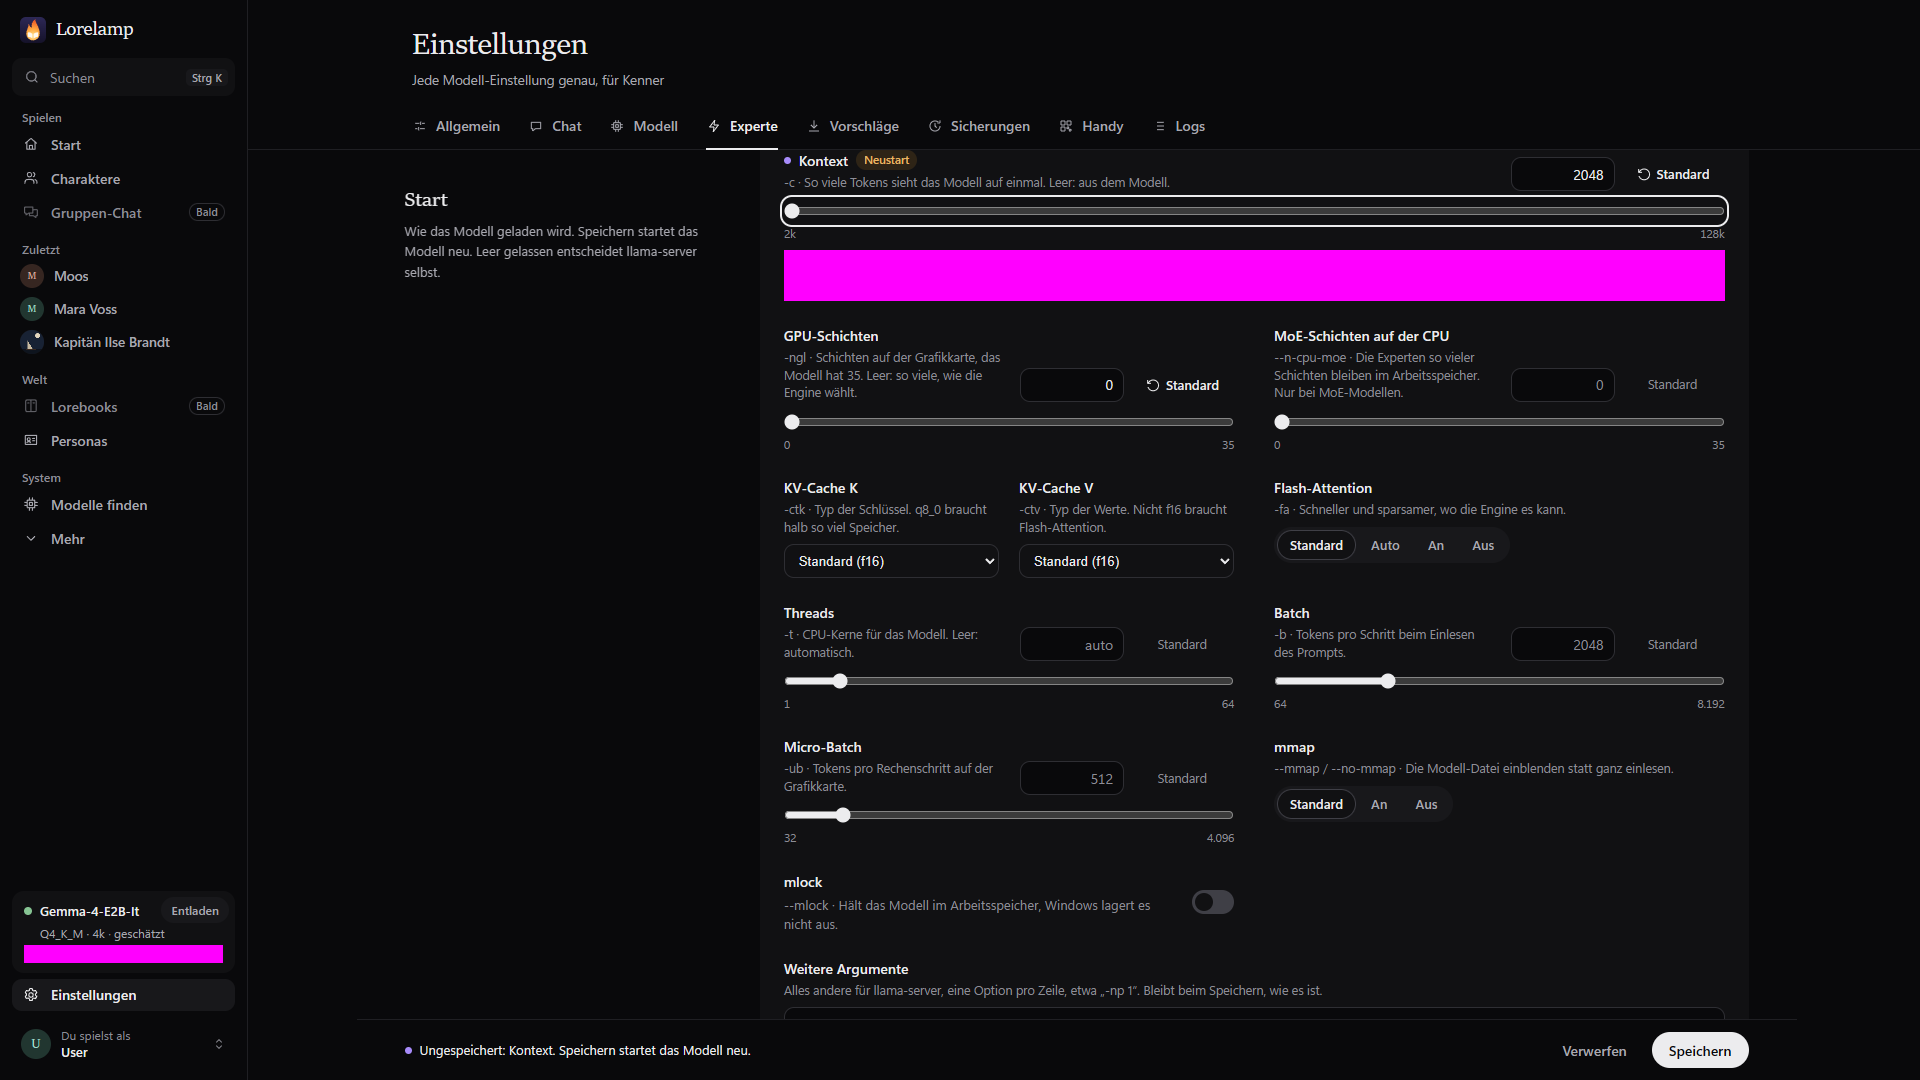 Lorelamp
Suchen
Strg K
Spielen
Start
Charaktere
Gruppen-Chat
Bald
Zuletzt
M
Moos
M
Mara Voss
Kapitän Ilse Brandt
Welt
Lorebooks
Bald
Personas
System
Modelle finden
Mehr
Gemma-4-E2B-It
Entladen
Q4_K_M · 4k · geschätzt
Einstellungen
U
Du spielst als
User
Einstellungen
Jede Modell-Einstellung genau, für Kenner
Allgemein
Chat
Modell
Experte
Vorschläge
Sicherungen
Handy
Logs
Start
Wie das Modell geladen wird. Speichern startet das
Modell neu. Leer gelassen entscheidet llama-server
selbst.
Kontext
Neustart
-c · So viele Tokens sieht das Modell auf einmal. Leer: aus dem Modell.
2048
Standard
2k
128k
GPU-Schichten
-ngl · Schichten auf der Grafikkarte, das
Modell hat 35. Leer: so viele, wie die
Engine wählt.
0
Standard
0
35
MoE-Schichten auf der CPU
--n-cpu-moe · Die Experten so vieler
Schichten bleiben im Arbeitsspeicher.
Nur bei MoE-Modellen.
0
Standard
0
35
KV-Cache K
-ctk · Typ der Schlüssel. q8_0 braucht
halb so viel Speicher.
Standard (f16)
KV-Cache V
-ctv · Typ der Werte. Nicht f16 braucht
Flash-Attention.
Standard (f16)
Flash-Attention
-fa · Schneller und sparsamer, wo die Engine es kann.
Standard
Auto
An
Aus
Threads
-t · CPU-Kerne für das Modell. Leer:
automatisch.
auto
Standard
1
64
Batch
-b · Tokens pro Schritt beim Einlesen
des Prompts.
2048
Standard
64
8.192
Micro-Batch
-ub · Tokens pro Rechenschritt auf der
Grafikkarte.
512
Standard
32
4.096
mmap
--mmap / --no-mmap · Die Modell-Datei einblenden statt ganz einlesen.
Standard
An
Aus
mlock
--mlock · Hält das Modell im Arbeitsspeicher, Windows lagert es
nicht aus.
Weitere Argumente
Alles andere für llama-server, eine Option pro Zeile, etwa „-np 1“. Bleibt beim Speichern, wie es ist.
Ungespeichert: Kontext. Speichern startet das Modell neu.
Verwerfen
Speichern